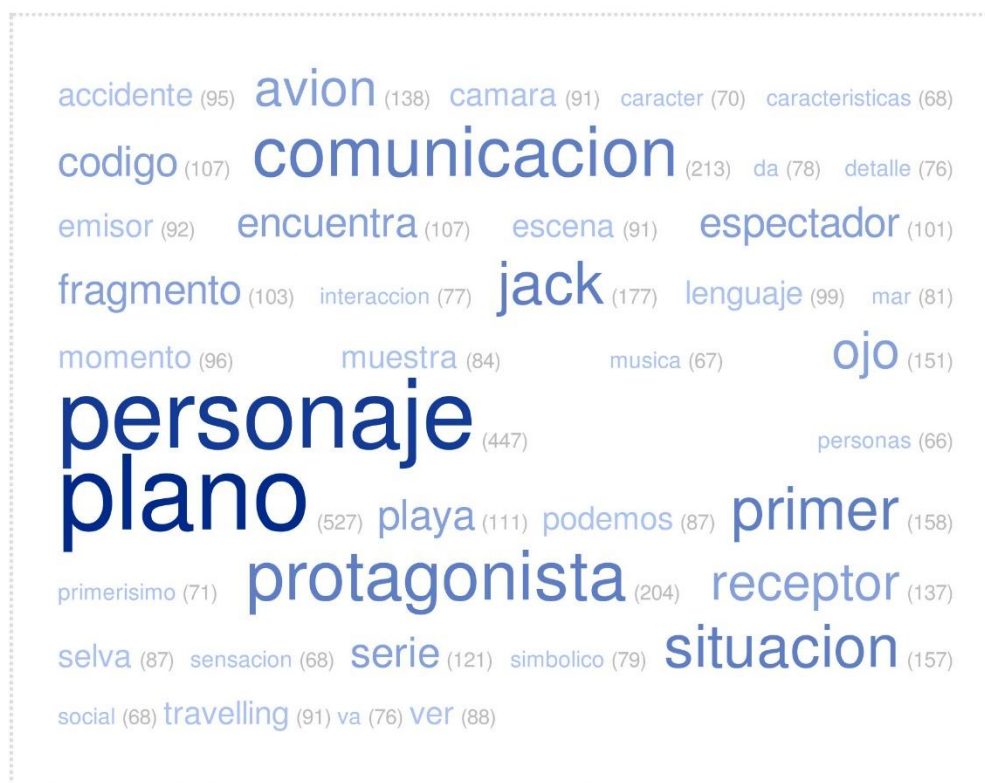 accidente (95) avion (138) camara (91) caracter (70) caracteristicas (68)
codigo (107) comunicacion (213) da (78) detalle (76)
emisor (92) encuentra (107) escena (91) espectador (101)
fragmento (103) interaccion (77) jack (177) lenguaje (99) mar (81)
momento (96) muestra (84) musica (67) ojo (151)
personaje (447) personas (66)
plano (527) playa (111) podemos (87) primer (158)
primerisimo (71) protagonista (204) receptor (137)
selva (87) sensacion (68) serie (121) simbolico (79) situacion (157)
social (68) travelling (91) va (76) ver (88)